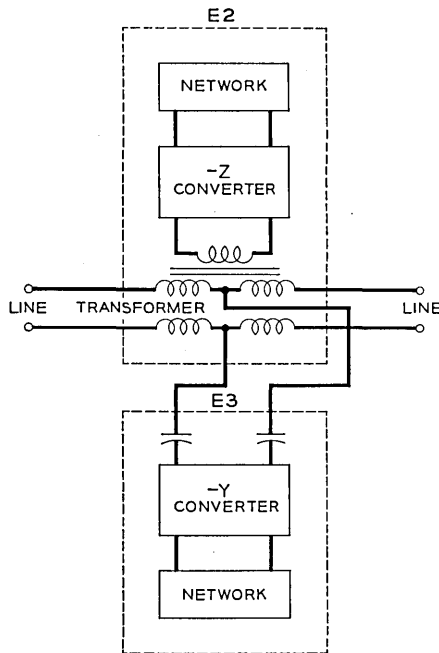 E2
NETWORK
-Z
CONVERTER
LINE
TRANSFORMER
LINE
E3
-Y
CONVERTER
NETWORK